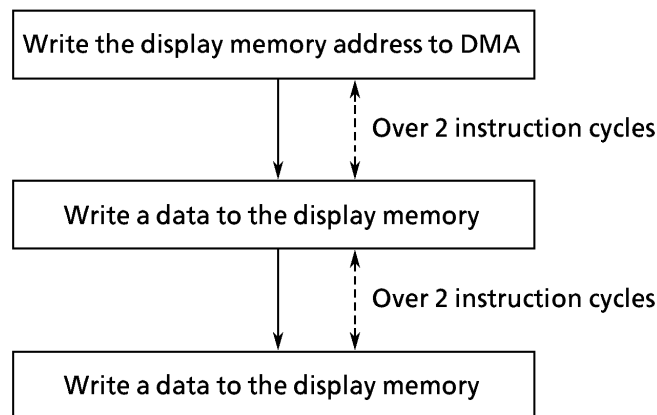 Write the display memory address to DMA
Over 2 instruction cycles
Write a data to the display memory
Over 2 instruction cycles
Write a data to the display memory